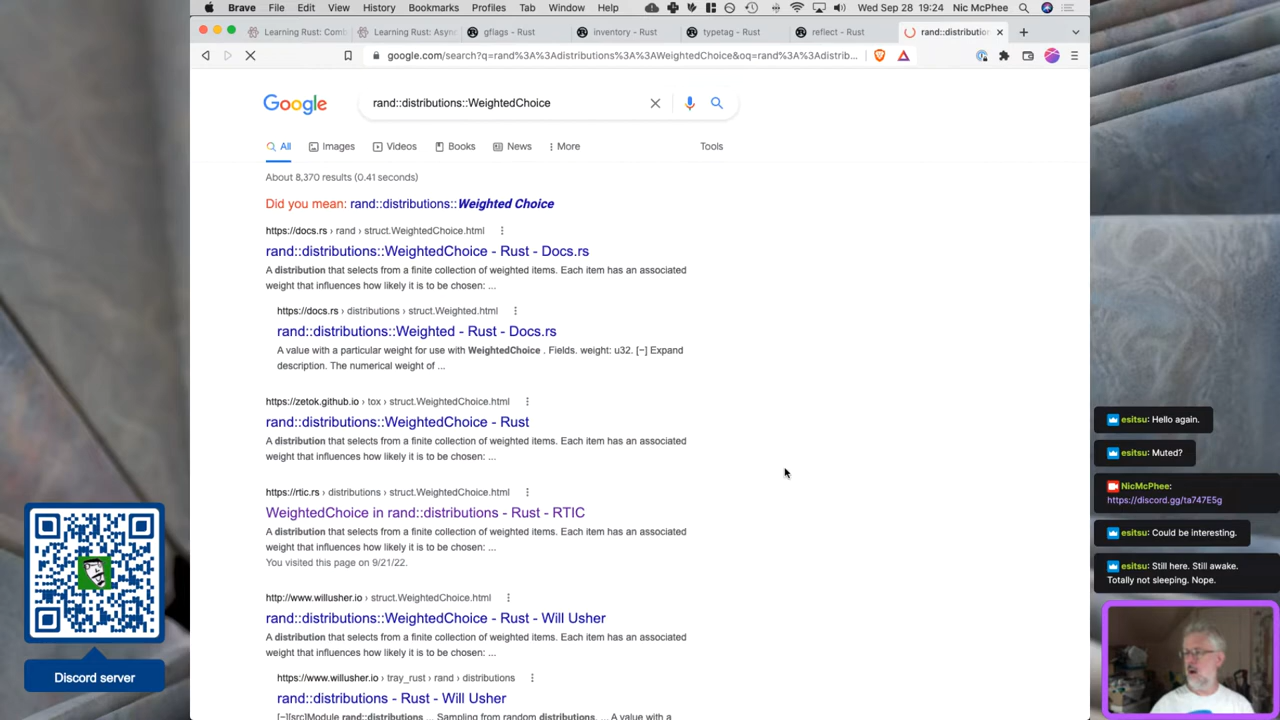 Brave File Edit View History Bookmarks Profiles Tab Window Help Wed Sep 28 19:24 Nic McPhee
Learning Rust: Comb
Learning Rust: Async
gflags - Rust
inventory - Rust
typetag - Rust
reflect - Rust
rand::distribution
google.com/search?q=rand%3A%3Adistributions%3A%3AWeightedChoice&oq=rand%3A%3Adistrib...
Google
rand::distributions::WeightedChoice
All
Images
Videos
Books
News
More
Tools
About 8,370 results (0.41 seconds)
Did you mean: rand::distributions::Weighted Choice
https://docs.rs › rand › struct.WeightedChoice.html
rand::distributions::WeightedChoice - Rust - Docs.rs
A distribution that selects from a finite collection of weighted items. Each item has an associated
weight that influences how likely it is to be chosen: ...
https://docs.rs › distributions › struct.Weighted.html
rand::distributions::Weighted - Rust - Docs.rs
A value with a particular weight for use with WeightedChoice . Fields. weight: u32. [−] Expand
description. The numerical weight of ...
https://zetok.github.io › tox › struct.WeightedChoice.html
rand::distributions::WeightedChoice - Rust
A distribution that selects from a finite collection of weighted items. Each item has an associated
weight that influences how likely it is to be chosen: ...
https://rtic.rs › distributions › struct.WeightedChoice.html
WeightedChoice in rand::distributions - Rust - RTIC
A distribution that selects from a finite collection of weighted items. Each item has an associated
weight that influences how likely it is to be chosen: ...
You visited this page on 9/21/22.
http://www.willusher.io › struct.WeightedChoice.html
rand::distributions::WeightedChoice - Rust - Will Usher
A distribution that selects from a finite collection of weighted items. Each item has an associated
weight that influences how likely it is to be chosen: ...
https://www.willusher.io › tray_rust › rand › distributions
rand::distributions - Rust - Will Usher
[−][src]Module rand::distributions ... Sampling from random distributions. ... A value with a
esitsu: Hello again.
esitsu: Muted?
NicMcPhee:
https://discord.gg/ta747E5g
esitsu: Could be interesting.
esitsu: Still here. Still awake.
Totally not sleeping. Nope.
Discord server